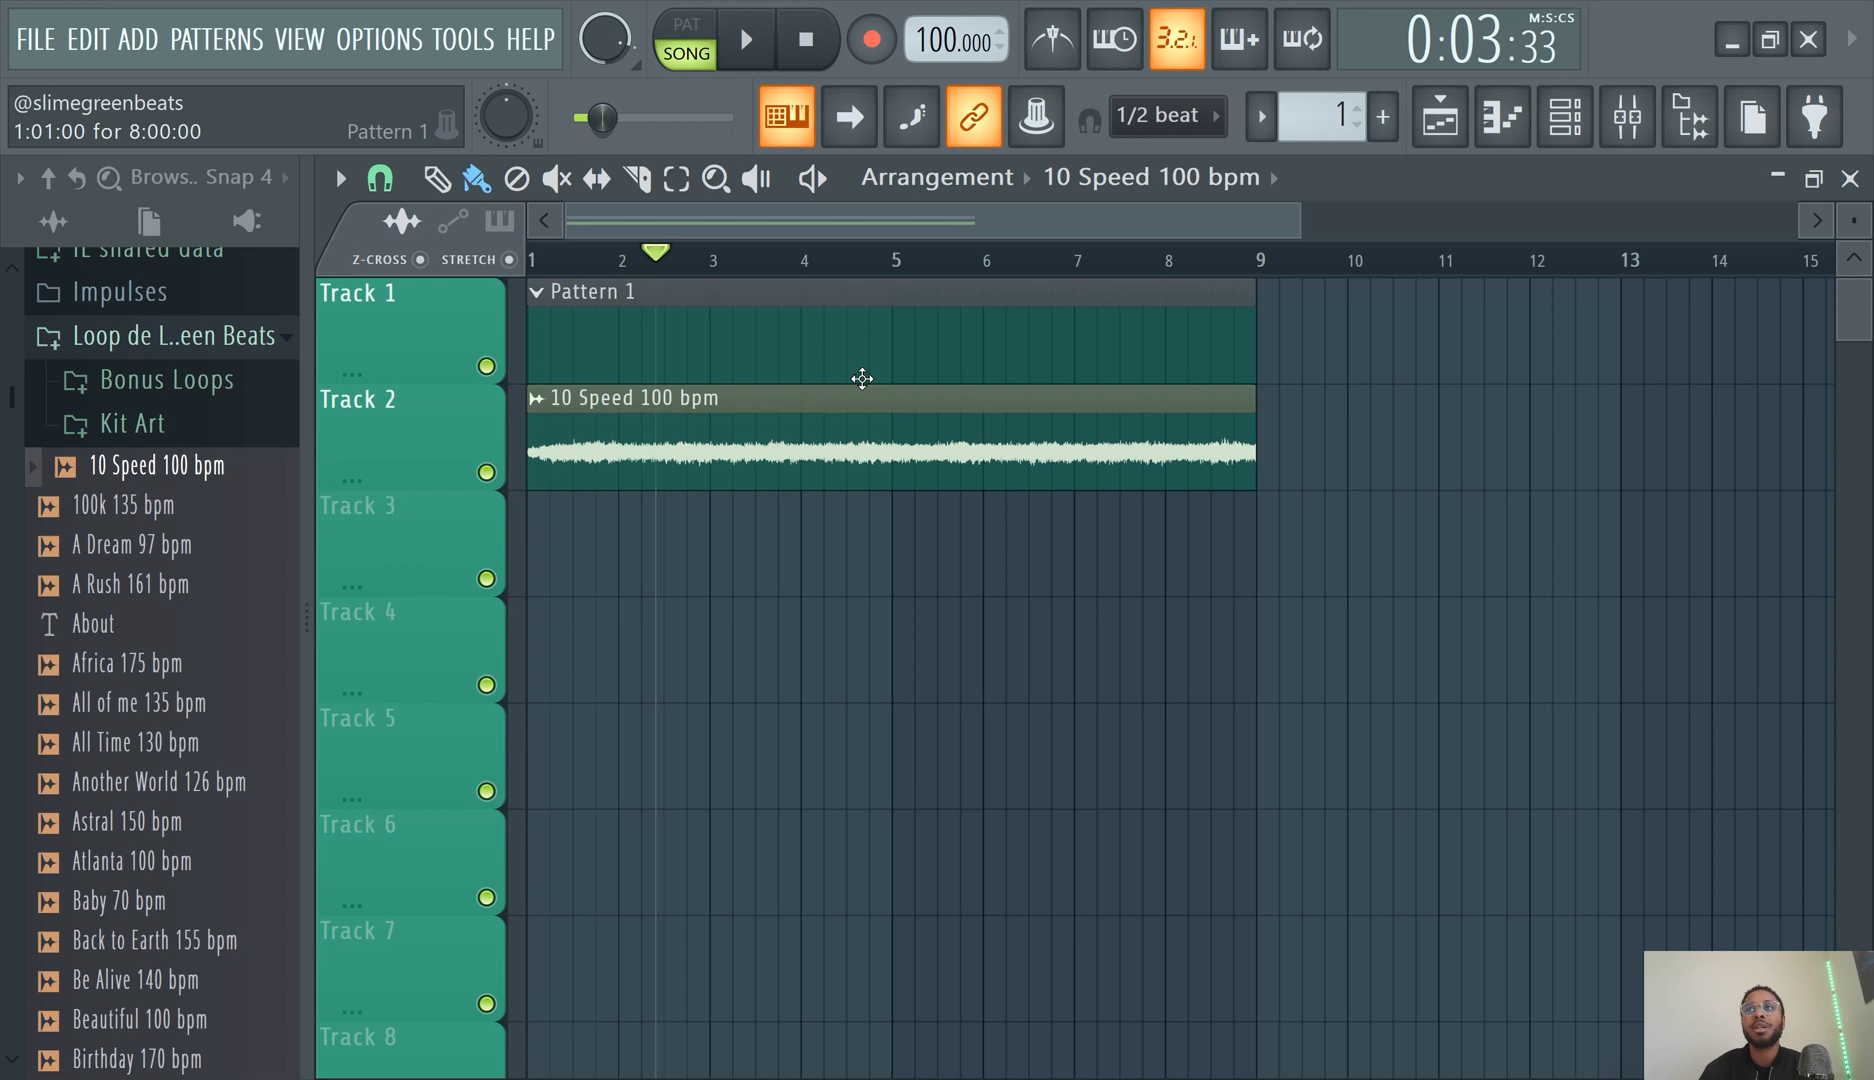 FILE EDIT ADD PATTERNS VIEW OPTIONS TOOLS HELP
PAT
SONG
100.000
3.2.1
M:S:CS
0:03:33
@slimegreenbeats
1:01:00 for 8:00:00
Pattern 1
1/2 beat
1
Brows.. Snap 4
Arrangement 10 Speed 100 bpm
Z-CROSS
STRETCH
1 2 3 4 5 6 7 8 9 10 11 12 13 14 15
IL shared data
Impulses
Loop de L..een Beats
Bonus Loops
Kit Art
10 Speed 100 bpm
100k 135 bpm
A Dream 97 bpm
A Rush 161 bpm
About
Africa 175 bpm
All of me 135 bpm
All Time 130 bpm
Another World 126 bpm
Astral 150 bpm
Atlanta 100 bpm
Baby 70 bpm
Back to Earth 155 bpm
Be Alive 140 bpm
Beautiful 100 bpm
Birthday 170 bpm
Track 1
Pattern 1
Track 2
10 Speed 100 bpm
Track 3
Track 4
Track 5
Track 6
Track 7
Track 8